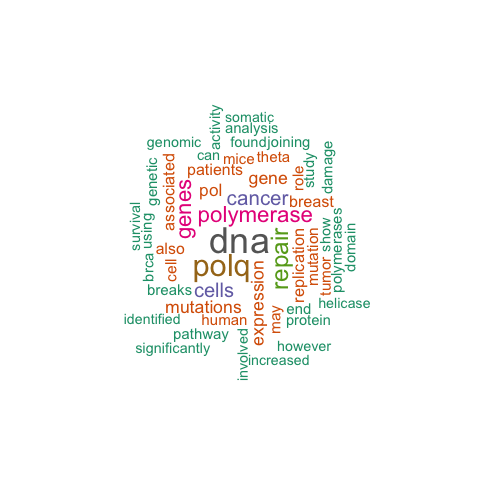 somatic
activity
analysis
genomic
found
joining
can
mice
theta
study
damage
genetic
associated
patients
gene
role
pol
cancer
breast
genes
polymerase
survival
using
brca
also
cell
dna
repair
replication
mutation
tumor
show
polymerases
domain
polq
expression
breaks
cells
mutations
may
end
helicase
identified
human
protein
pathway
significantly
involved
however
increased